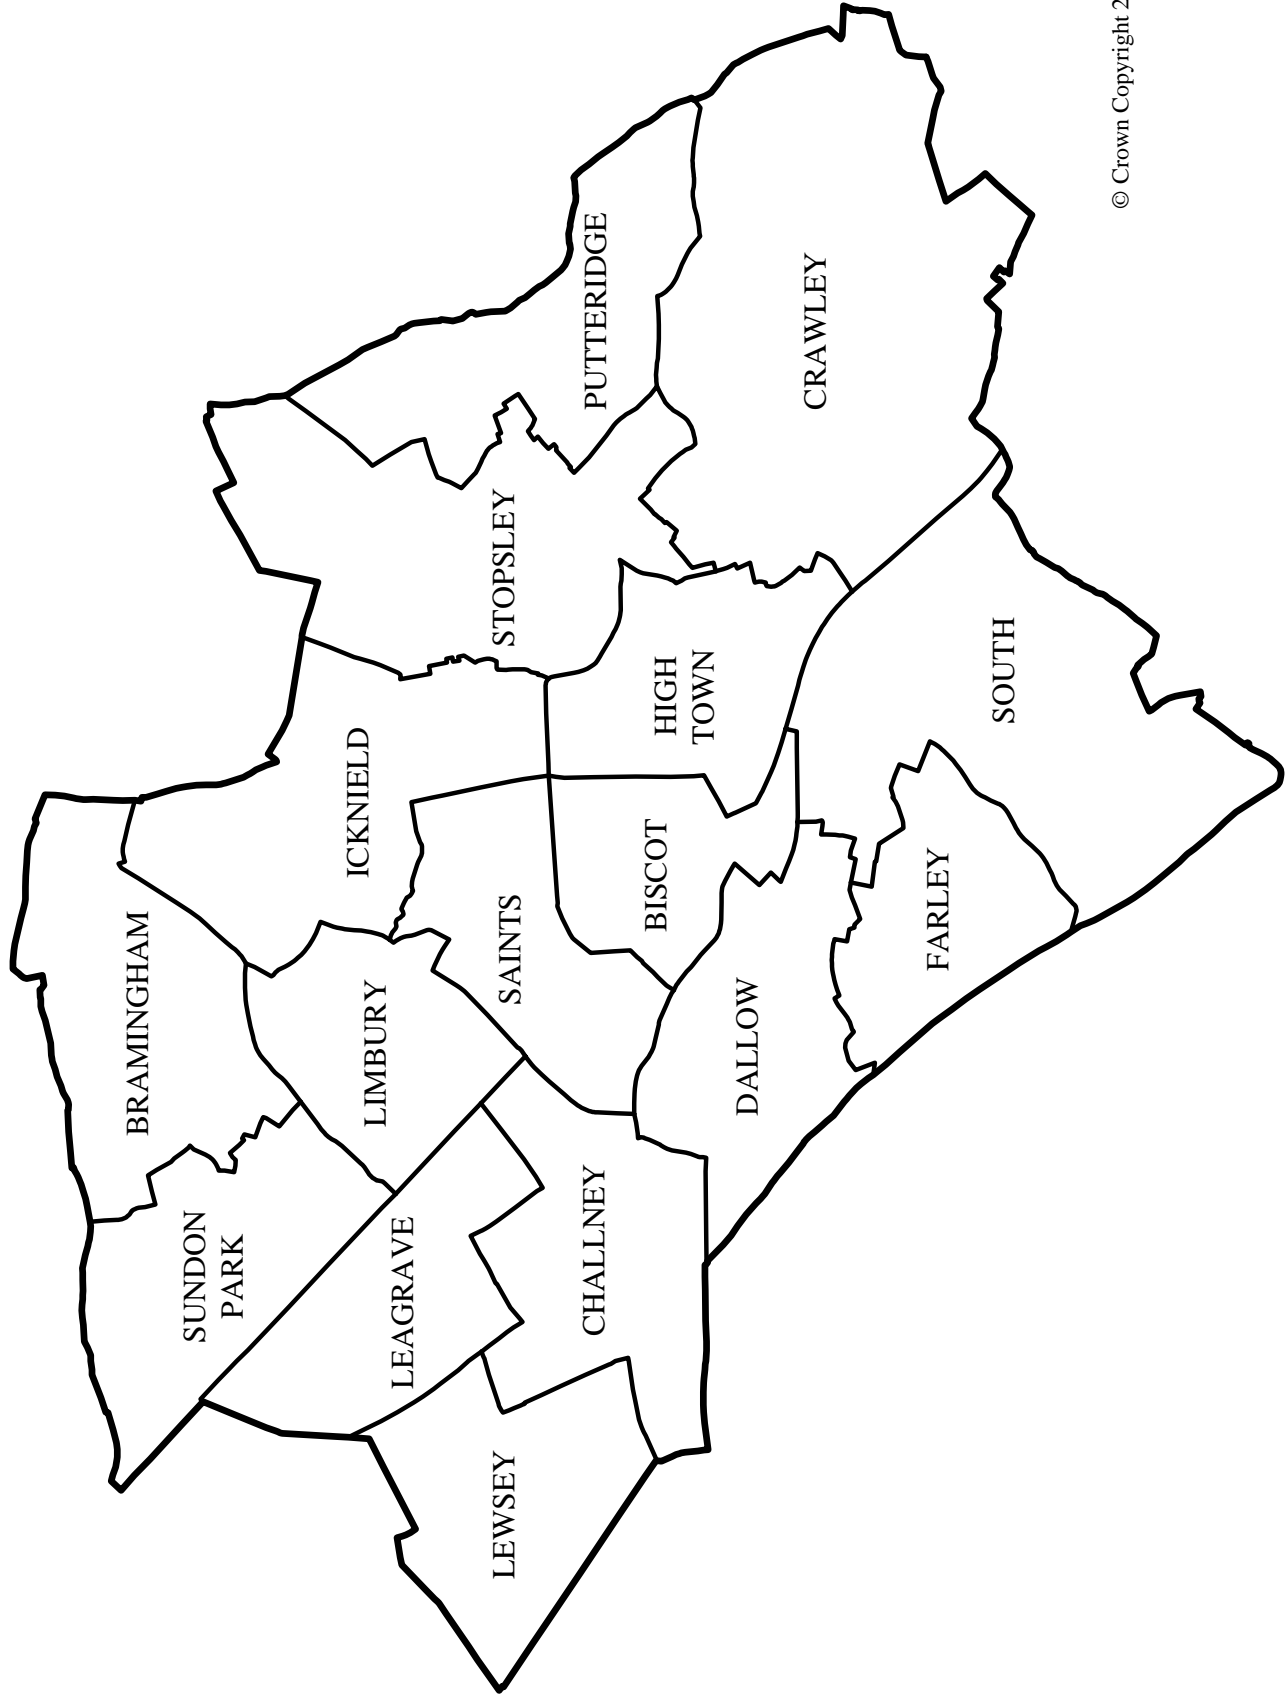 BRAMINGHAM
SUNDON
PARK
ICKNIELD
LIMBURY
LEAGRAVE
STOPSLEY
SAINTS
LEWSEY
PUTTERIDGE
CHALLNEY
HIGH
TOWN
BISCOT
DALLOW
CRAWLEY
FARLEY
SOUTH
© Crown Copyright 2